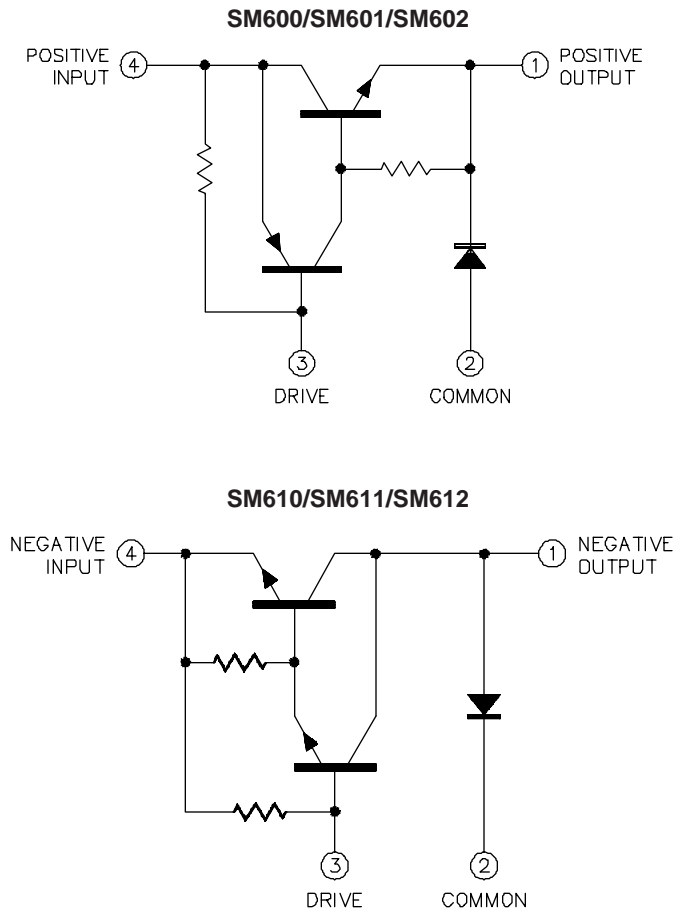 SM600/SM601/SM602
POSITIVE
INPUT
4
1
POSITIVE
OUTPUT
3
2
DRIVE
COMMON
SM610/SM611/SM612
NEGATIVE
INPUT
4
1
NEGATIVE
OUTPUT
3
2
DRIVE
COMMON